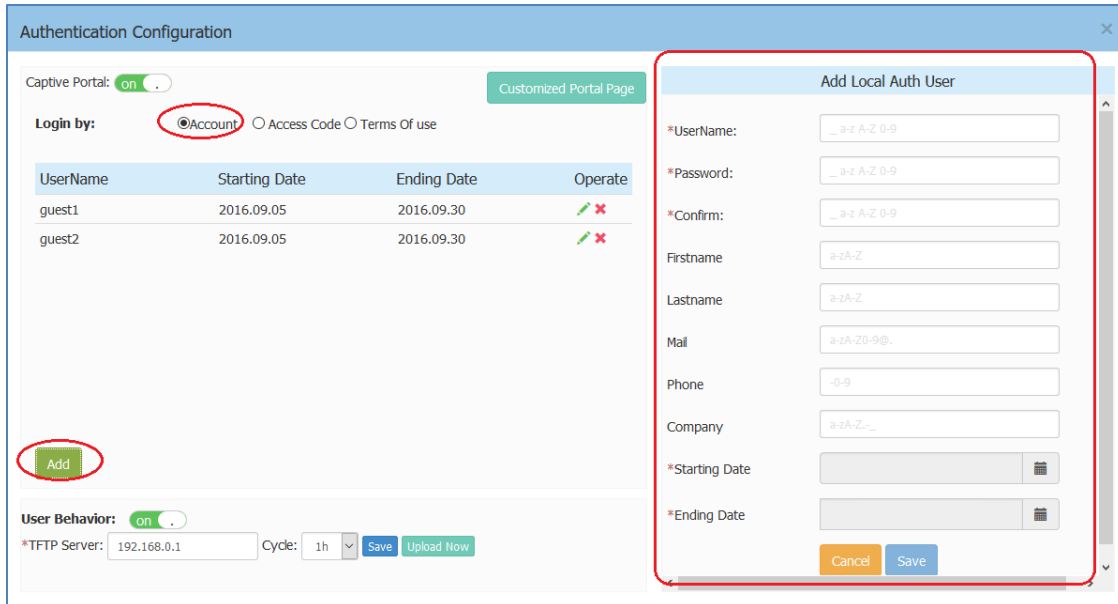 Authentication Configuration
Captive Portal: on .
Customized Portal Page
Login by: Account Access Code Terms Of use
UserName Starting Date Ending Date Operate
guest1 2016.09.05 2016.09.30
guest2 2016.09.05 2016.09.30
Add
User Behavior: on .
*TFTP Server: 192.168.0.1 Cycle: 1h Save Upload Now
Add Local Auth User
*UserName: _ a-z A-Z 0-9
*Password: _ a-z A-Z 0-9
*Confirm: _ a-z A-Z 0-9
Firstname a-zA-Z
Lastname a-zA-Z
Mail a-zA-Z0-9@.
Phone -0-9
Company a-zA-Z.-_
*Starting Date
*Ending Date
Cancel Save